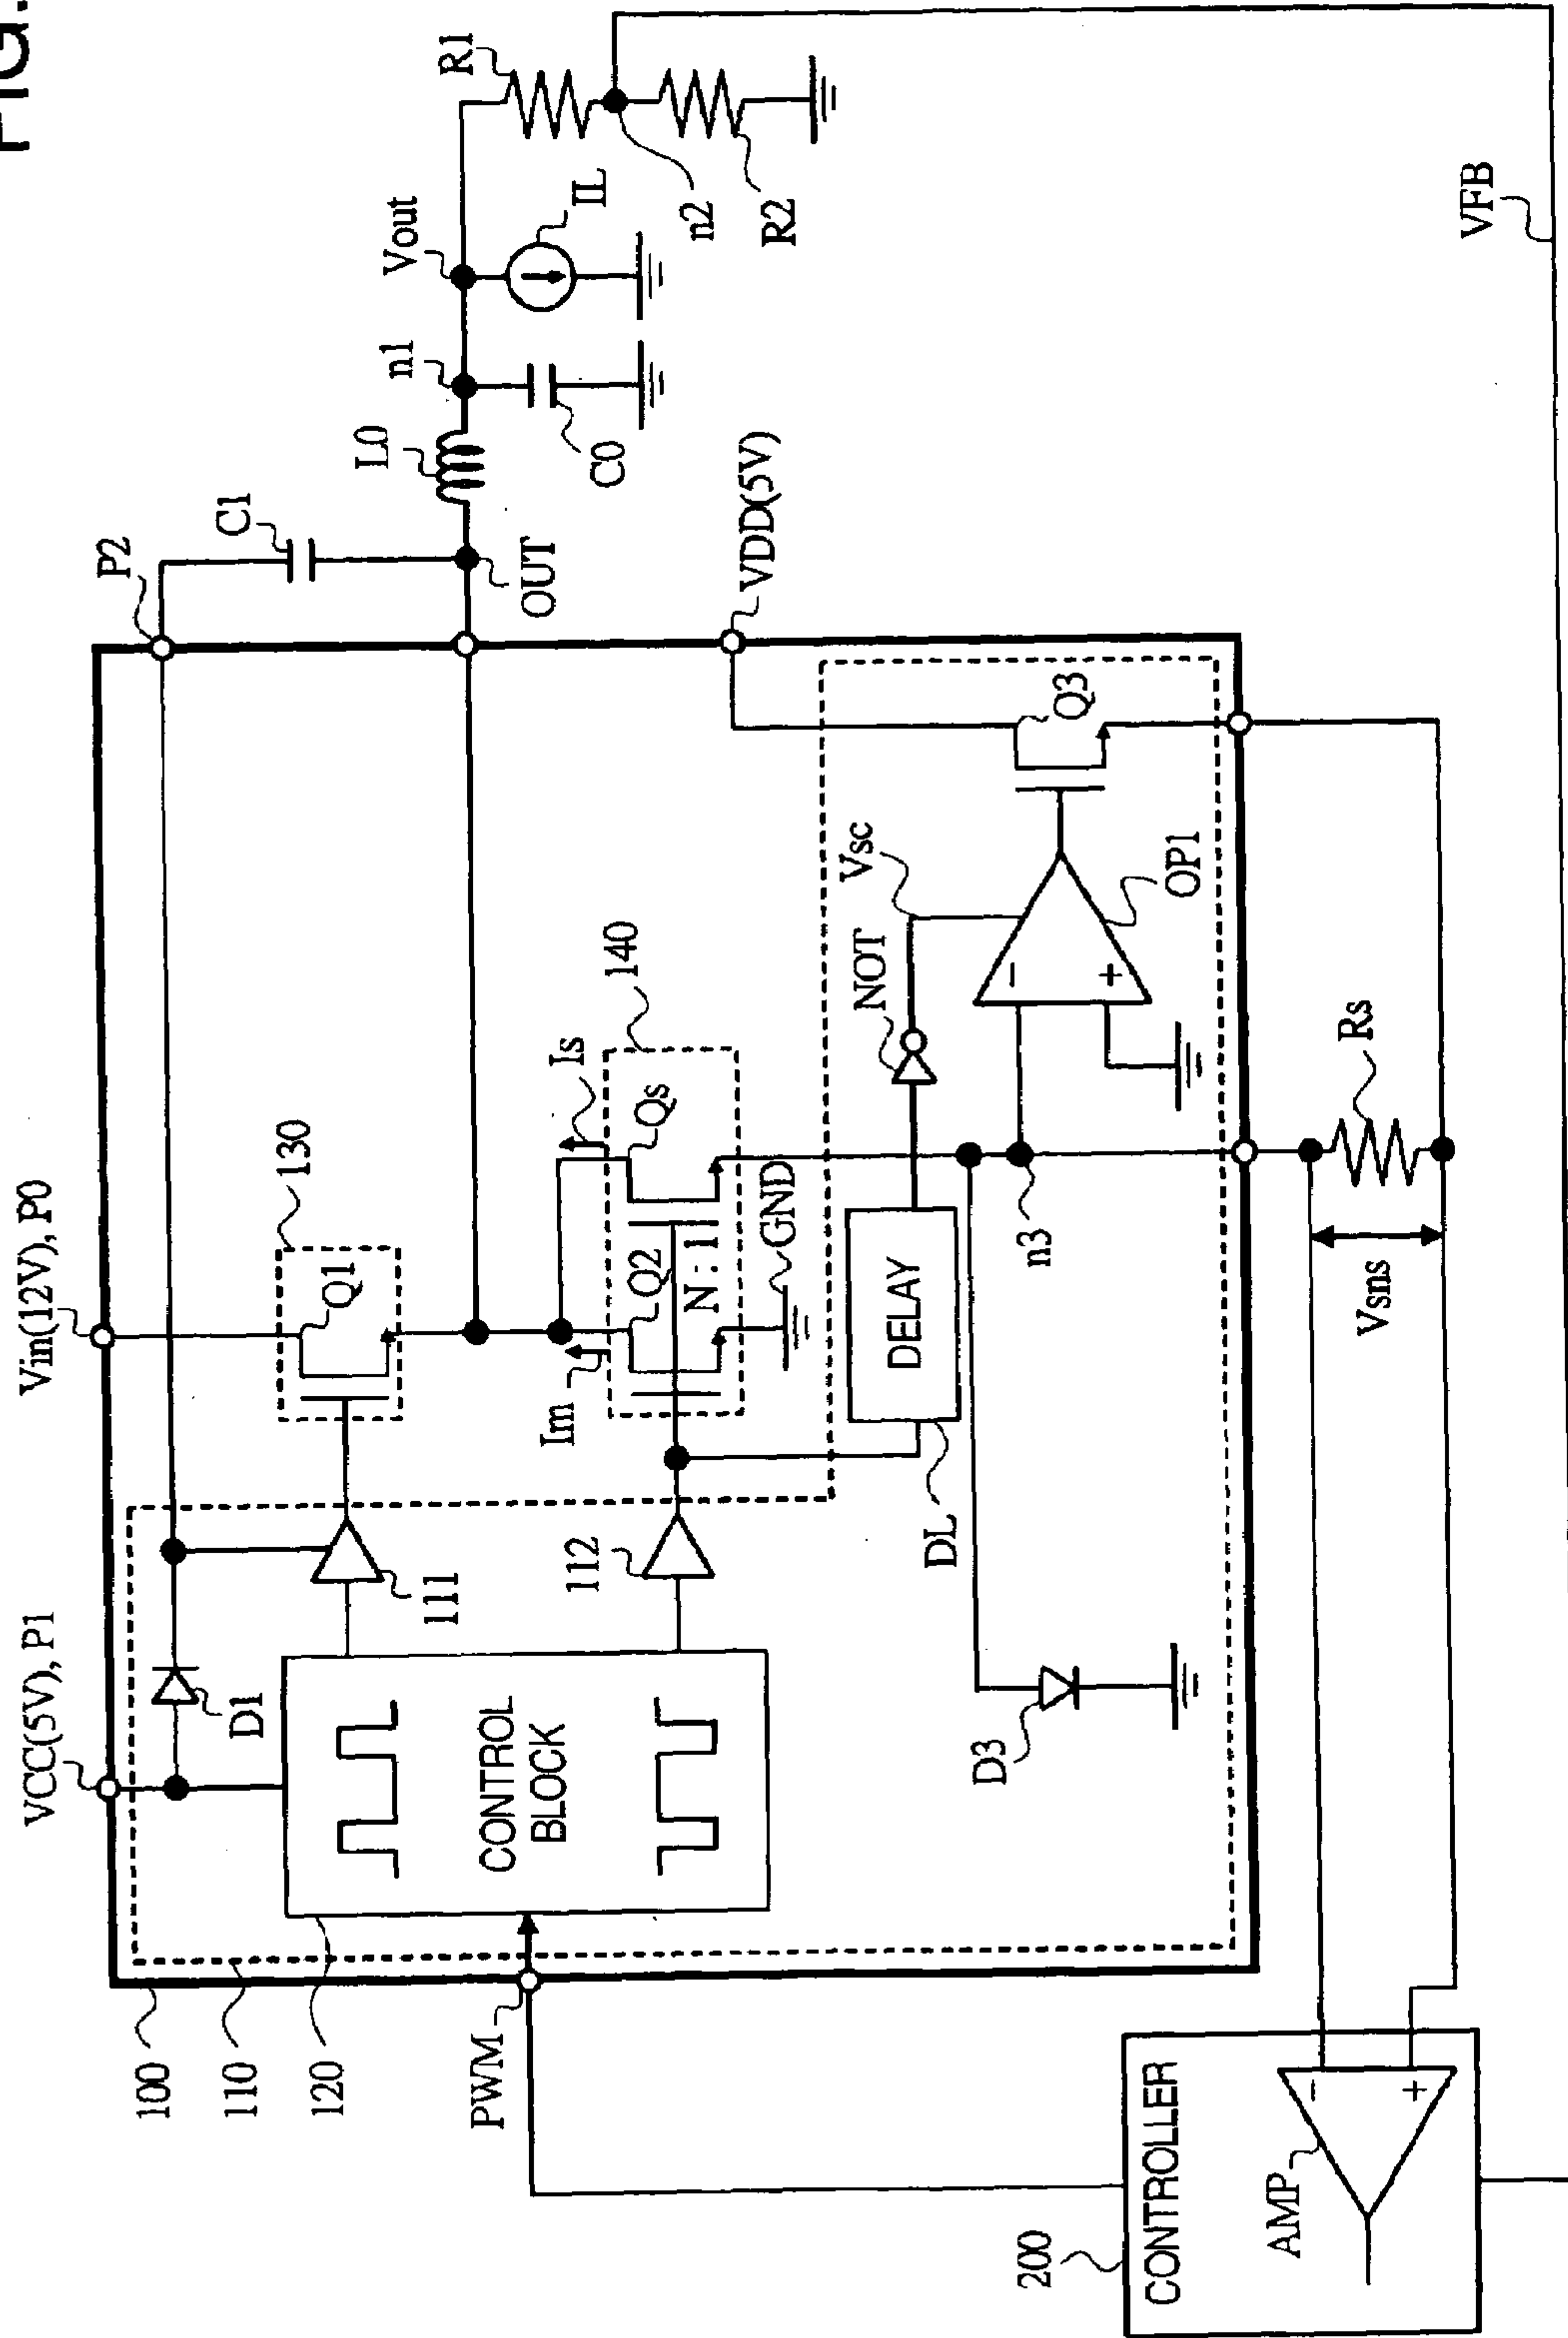 FIG.
VCC(5V), P1
Vin(12V), P0
P2
C1
L0
n1
Vout
R1
IL
n2
R2
C0
OUT
VDD(5V)
VFB
130
Q1
D1
111
112
CONTROL
BLOCK
Im
Is
140
Q2
Qs
N : 1
GND
DELAY
DL
NOT
Vsc
OP1
-
+
Q3
n3
D3
Rs
Vsns
100
110
120
PWM
200
CONTROLLER
AMP
-
+